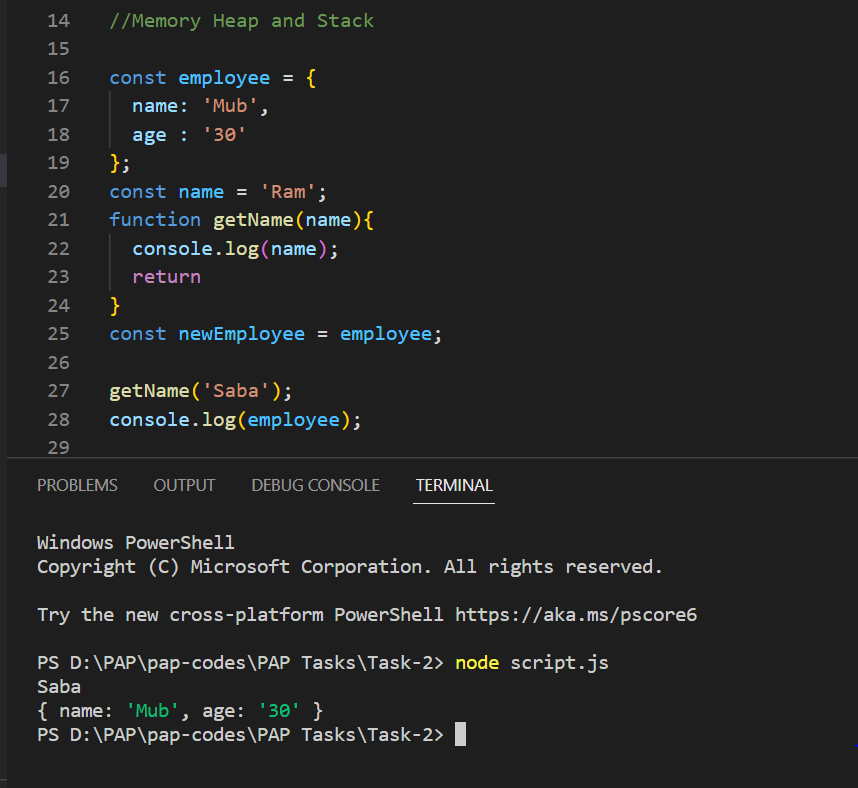 14 //Memory Heap and Stack
15
16 const employee = {
17 name: 'Mub',
18 age : '30'
19 };
20 const name = 'Ram';
21 function getName(name){
22 console.log(name);
23 return
24 }
25 const newEmployee = employee;
26
27 getName('Saba');
28 console.log(employee);
29
PROBLEMS OUTPUT DEBUG CONSOLE TERMINAL
Windows PowerShell
Copyright (C) Microsoft Corporation. All rights reserved.
Try the new cross-platform PowerShell https://aka.ms/pscore6
PS D:\PAP\pap-codes\PAP Tasks\Task-2> node script.js
Saba
{ name: 'Mub', age: '30' }
PS D:\PAP\pap-codes\PAP Tasks\Task-2>